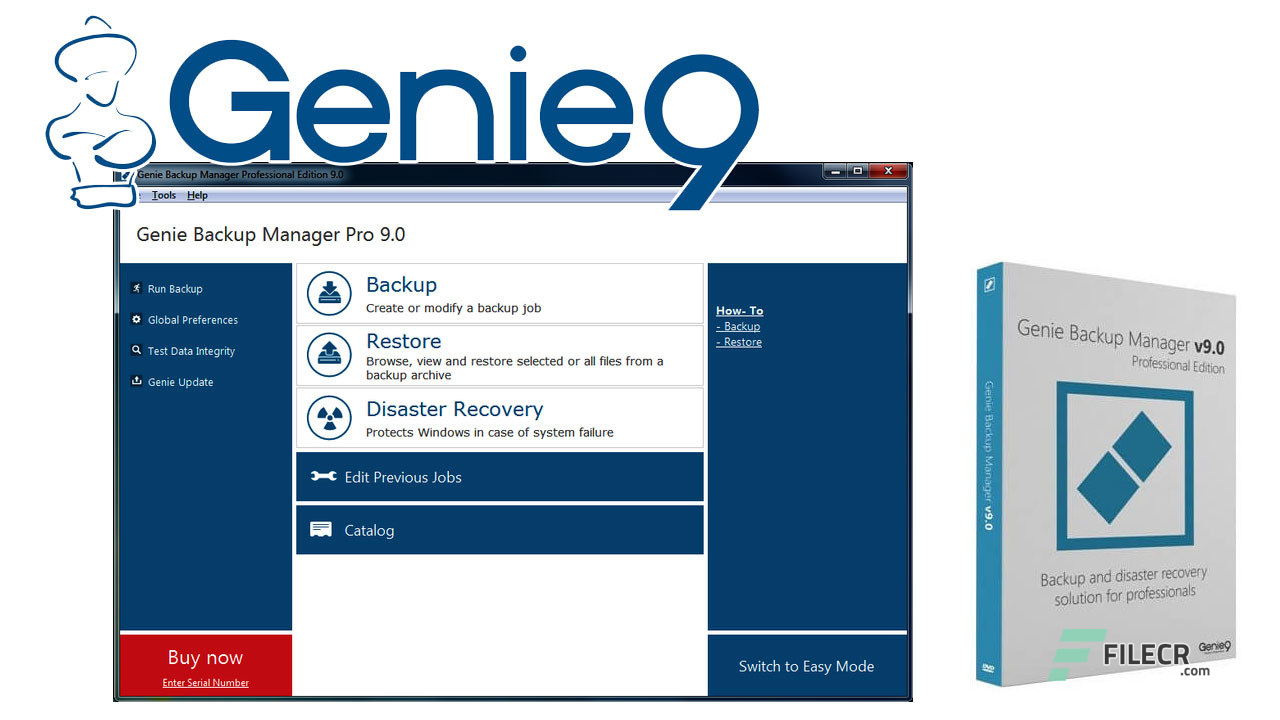 Genie9
Genie Backup Manager Professional Edition 9.0
Tools Help
Genie Backup Manager Pro 9.0
Run Backup
Global Preferences
Test Data Integrity
Genie Update
Buy now
Enter Serial Number
Backup
Create or modify a backup job
Restore
Browse, view and restore selected or all files from a
backup archive
Disaster Recovery
Protects Windows in case of system failure
Edit Previous Jobs
Catalog
How- To
- Backup
- Restore
Switch to Easy Mode
Genie Backup Manager v9.0
Genie Backup Manager v9.0
Professional Edition
Backup and disaster recovery
solution for professionals
Genie9
DVD
FILECR
.com